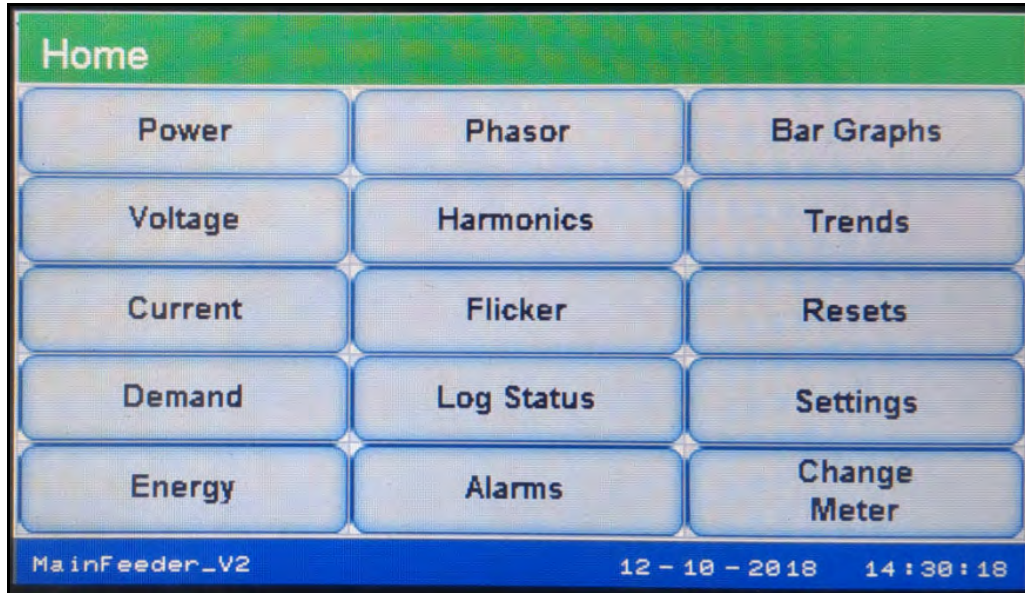 Home
Power
Phasor
Bar Graphs
Voltage
Harmonics
Trends
Current
Flicker
Resets
Demand
Log Status
Settings
Energy
Alarms
Change
Meter
MainFeeder_V2
12-10-2018 14:30:18